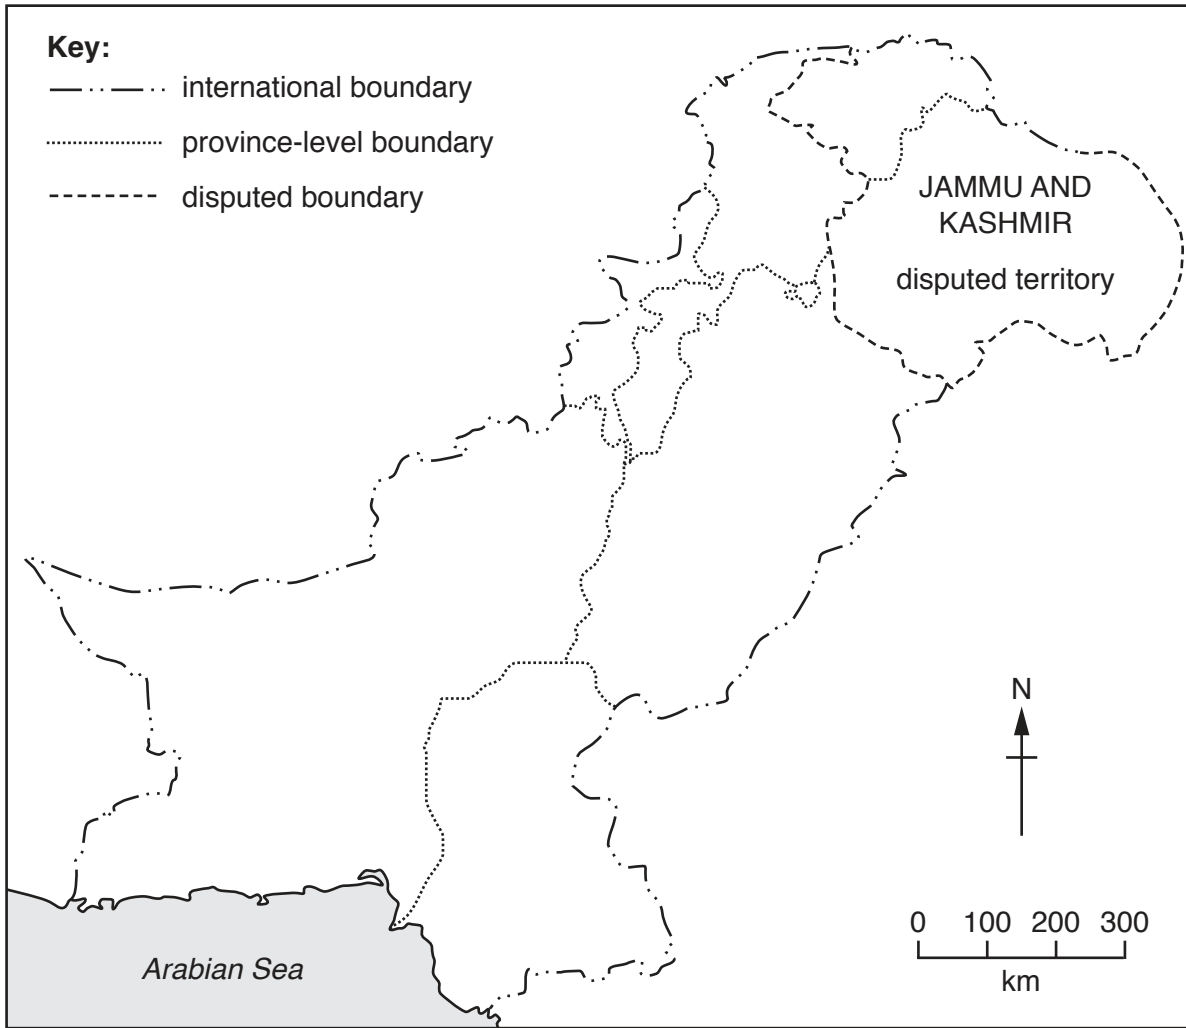 Key:
international boundary
province-level boundary
disputed boundary
JAMMU AND
KASHMIR
disputed territory
N
0 100 200 300
km
Arabian Sea